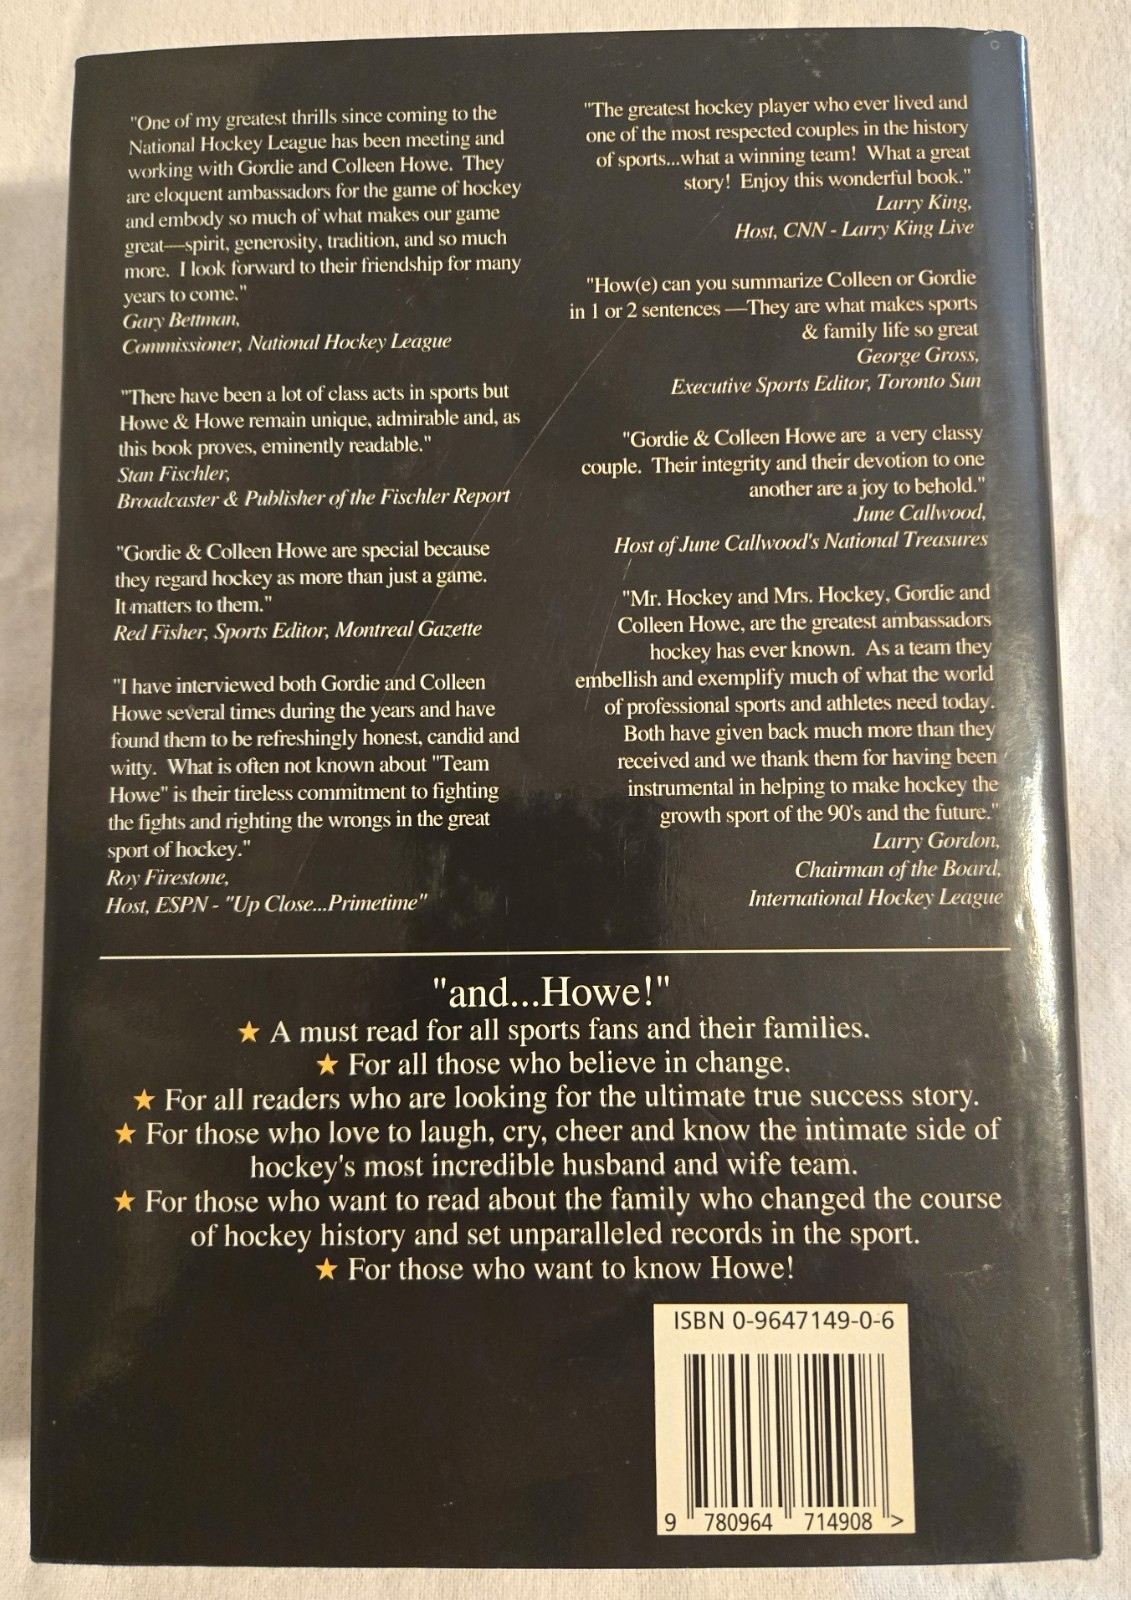 "One of my greatest thrills since coming to the
National Hockey League has been meeting and
working with Gordie and Colleen Howe.  They
are eloquent ambassadors for the game of hockey
and embody so much of what makes our game
great—spirit, generosity, tradition, and so much
more.  I look forward to their friendship for many
years to come."
Gary Bettman,
Commissioner, National Hockey League
"There have been a lot of class acts in sports but
Howe & Howe remain unique, admirable and, as
this book proves, eminently readable."
Stan Fischler,
Broadcaster & Publisher of the Fischler Report
"Gordie & Colleen Howe are special because
they regard hockey as more than just a game.
It matters to them."
Red Fisher, Sports Editor, Montreal Gazette
"I have interviewed both Gordie and Colleen
Howe several times during the years and have
found them to be refreshingly honest, candid and
witty.  What is often not known about "Team
Howe" is their tireless commitment to fighting
the fights and righting the wrongs in the great
sport of hockey."
Roy Firestone,
Host, ESPN - "Up Close...Primetime"
"The greatest hockey player who ever lived and
one of the most respected couples in the history
of sports...what a winning team!  What a great
story!  Enjoy this wonderful book."
Larry King,
Host, CNN - Larry King Live
"How(e) can you summarize Colleen or Gordie
in 1 or 2 sentences —They are what makes sports
& family life so great
George Gross,
Executive Sports Editor, Toronto Sun
"Gordie & Colleen Howe are  a very classy
couple.  Their integrity and their devotion to one
another are a joy to behold."
June Callwood,
Host of June Callwood's National Treasures
"Mr. Hockey and Mrs. Hockey, Gordie and
Colleen Howe, are the greatest ambassadors
hockey has ever known.  As a team they
embellish and exemplify much of what the world
of professional sports and athletes need today.
Both have given back much more than they
received and we thank them for having been
instrumental in helping to make hockey the
growth sport of the 90's and the future."
Larry Gordon,
Chairman of the Board,
International Hockey League
"and...Howe!"
★ A must read for all sports fans and their families.
★ For all those who believe in change.
★ For all readers who are looking for the ultimate true success story.
★ For those who love to laugh, cry, cheer and know the intimate side of
hockey's most incredible husband and wife team.
★ For those who want to read about the family who changed the course
of hockey history and set unparalleled records in the sport.
★ For those who want to know Howe!
ISBN 0-9647149-0-6
9 780964 714908 >